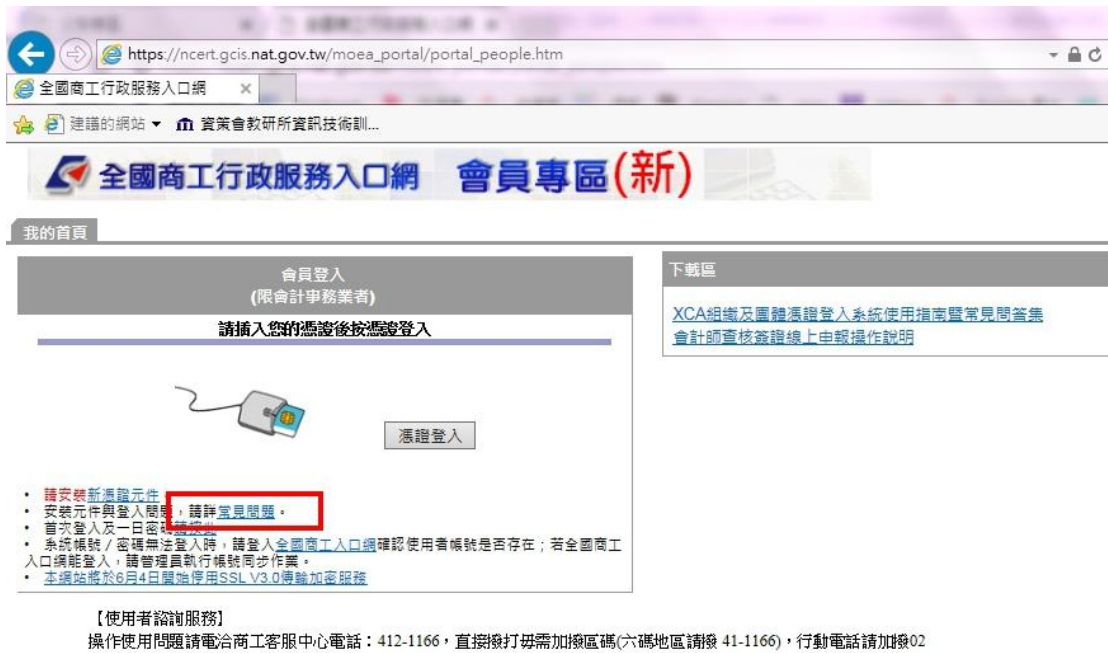 https://ncert.gcis.nat.gov.tw/moea_portal/portal_people.htm
全國商工行政服務入口網
建議的網站 ▼ 資策會教研所資訊技術訓...
全國商工行政服務入口網 會員專區(新)
我的首頁
會員登入
(限會計事務業者)
請插入您的憑證後按憑證登入
憑證登入
• 請安裝新憑證元件。
• 安裝元件與登入問題，請詳常見問題。
• 首次登入及一日密碼請按此
• 系統帳號 / 密碼無法登入時，請登入全國商工入口網確認使用者帳號是否存在；若全國商工
入口網能登入，請管理員執行帳號同步作業。
• 本網站將於6月4日開始停用SSL V3.0傳輸加密服務
下載區
XCA組織及團體憑證登入系統使用指南暨常見問答集
會計師查核簽證線上申報操作說明
【使用者諮詢服務】
操作使用問題請電洽商工客服中心電話：412-1166，直接撥打毋需加撥區碼(六碼地區請撥 41-1166)，行動電話請加撥02